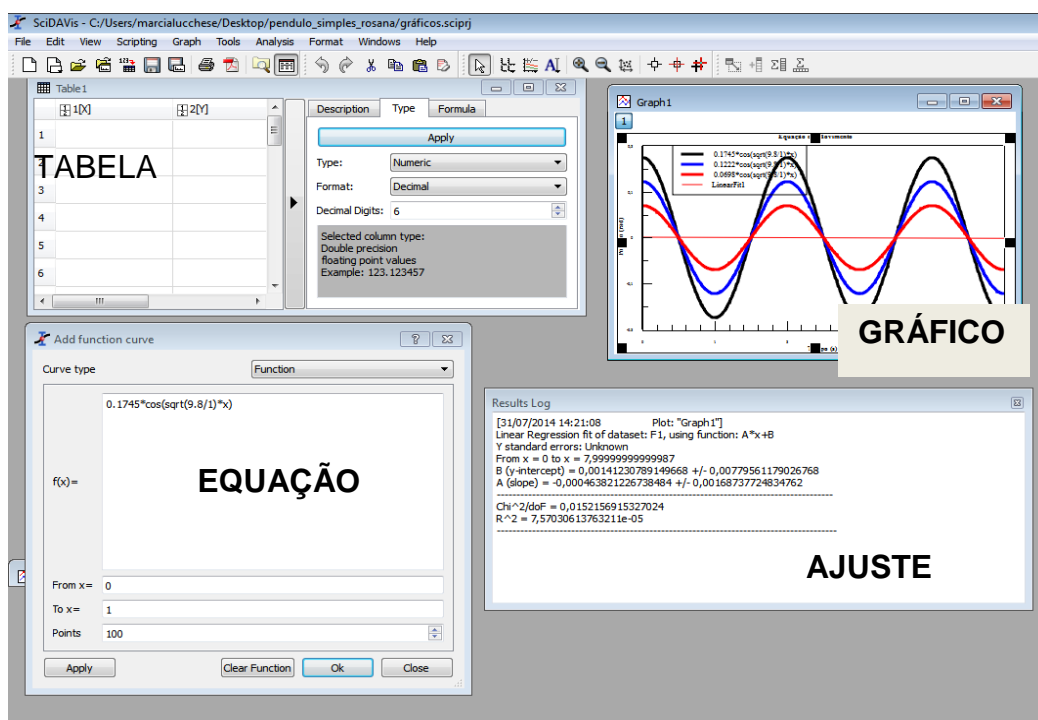 SciDAVis - C:/Users/marcialucchese/Desktop/pendulo_simples_rosana/gráficos.sciprj
File Edit View Scripting Graph Tools Analysis Format Windows Help
Table1
1[X] 2[Y]
1
2
3
4
5
6
TABELA
Description Type Formula
Apply
Type: Numeric
Format: Decimal
Decimal Digits: 6
Selected column type:
Double precision
floating point values
Example: 123.123457
Graph1
1
0.1745*cos(sqrt(9.8/1)*x)
0.1222*cos(sqrt(9.8/1)*x)
0.0698*cos(sqrt(9.8/1)*x)
LinearFit1
GRÁFICO
Add function curve
Curve type Function
0.1745*cos(sqrt(9.8/1)*x)
f(x)=
EQUAÇÃO
From x= 0
To x= 1
Points 100
Apply Clear Function Ok Close
Results Log
[31/07/2014 14:21:08 Plot: "Graph1"]
Linear Regression fit of dataset: F1, using function: A*x+B
Y standard errors: Unknown
From x = 0 to x = 7,99999999999987
B (y-intercept) = 0,00141230789149668 +/- 0,00779561179026768
A (slope) = -0,000463821226738484 +/- 0,00168737724834762
Chi^2/doF = 0,0152156915327024
R^2 = 7,57030613763211e-05
AJUSTE